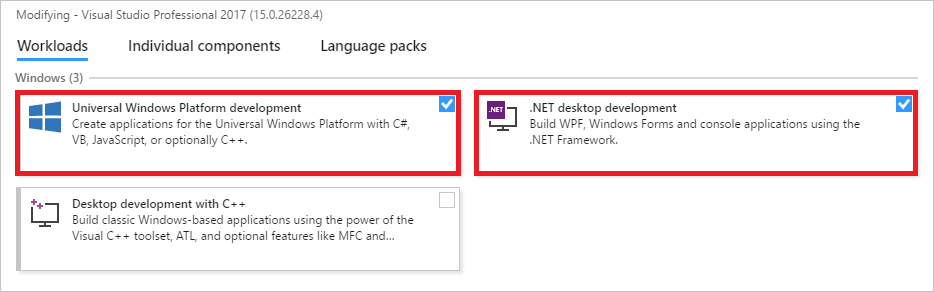 Modifying - Visual Studio Professional 2017 (15.0.26228.4)
Workloads Individual components Language packs
Windows (3)
Universal Windows Platform development
Create applications for the Universal Windows Platform with C#,
VB, JavaScript, or optionally C++.
.NET
.NET desktop development
Build WPF, Windows Forms and console applications using the
.NET Framework.
Desktop development with C++
Build classic Windows-based applications using the power of the
Visual C++ toolset, ATL, and optional features like MFC and...